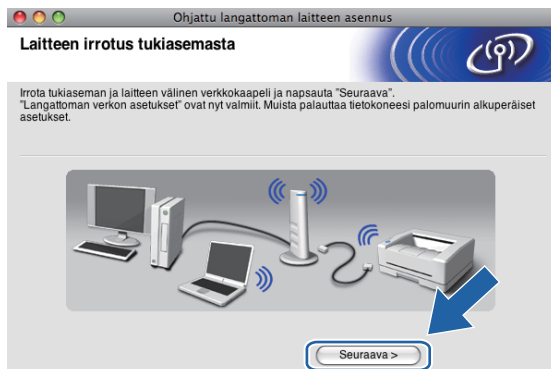 Ohjattu langattoman laitteen asennus
Laitteen irrotus tukiasemasta
Irrota tukiaseman ja laitteen välinen verkkokaapeli ja napsauta "Seuraava".
"Langattoman verkon asetukset" ovat nyt valmiit. Muista palauttaa tietokoneesi palomuurin alkuperäiset
asetukset.
Seuraava >